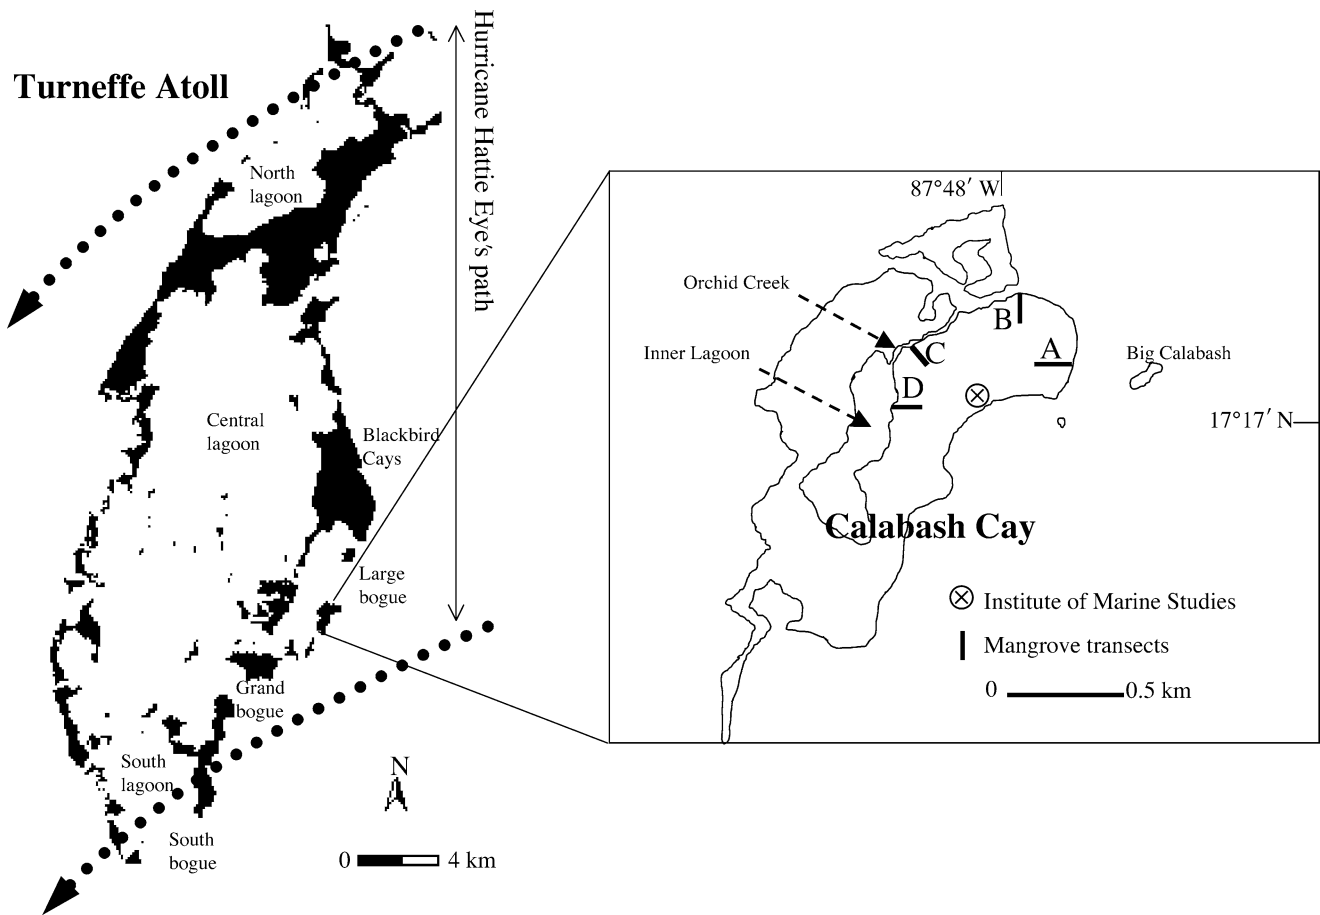 Turneffe Atoll
Hurricane Hattie Eye's path
North
lagoon
Central
lagoon
Blackbird
Cays
Large
bogue
Grand
bogue
South
lagoon
South
bogue
N
0 4 km
87°48′ W
Orchid Creek
Inner Lagoon
B
C
A
D
Big Calabash
17°17′ N
Calabash Cay
Institute of Marine Studies
Mangrove transects
0 0.5 km